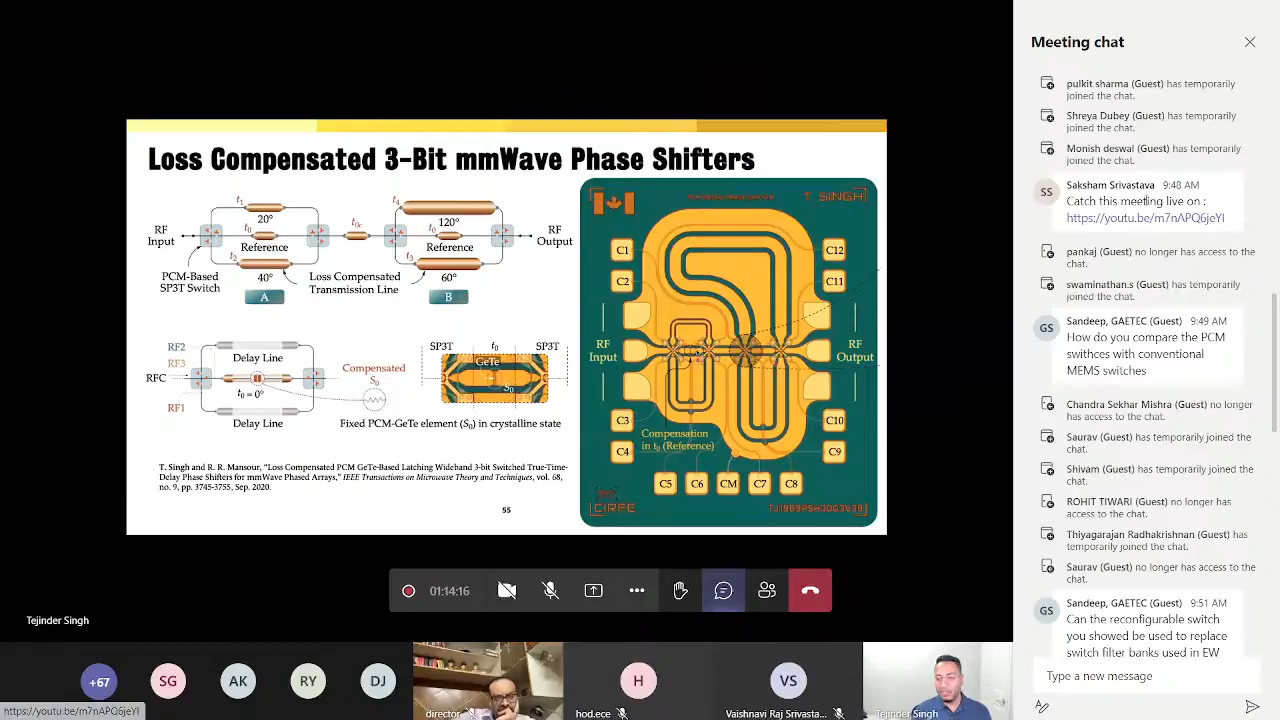 Loss Compensated 3-Bit mmWave Phase Shifters
t1
20°
t0
Reference
t2
40°
A
t0c
t4
120°
t0
Reference
t3
60°
B
RF
Input
RF
Output
PCM-Based
SP3T Switch
Loss Compensated
Transmission Line
RF2
RF3
RFC
RF1
Delay Line
t0 = 0°
Delay Line
Compensated
S0
SP3T
t0
SP3T
GeTe
S0
Fixed PCM-GeTe element (S0) in crystalline state
T. Singh and R. R. Mansour, "Loss Compensated PCM GeTe-Based Latching Wideband 3-bit Switched True-Time-
Delay Phase Shifters for mmWave Phased Arrays," IEEE Transactions on Microwave Theory and Techniques, vol. 68,
no. 9, pp. 3745-3755, Sep. 2020.
55
T SINGH
C1
C2
C12
C11
RF
Input
RF
Output
C3
C4
C10
C9
Compensation
in t0 (Reference)
C5
C6
CM
C7
C8
CIRFE
01:14:16
Tejinder Singh
+67
SG
AK
RY
DJ
director
H
hod.ece
VS
Vaishnavi Raj Srivasta...
Tejinder Singh
https://youtu.be/m7nAPQ6jeYI
Meeting chat
pulkit sharma (Guest) has temporarily
joined the chat.
Shreya Dubey (Guest) has temporarily
joined the chat.
Monish deswal (Guest) has temporarily
joined the chat.
SS
Saksham Srivastava 9:48 AM
Catch this meeting live on :
https://youtu.be/m7nAPQ6jeYI
pankaj (Guest) has temporarily
joined the chat.
swaminathan.s (Guest) has temporarily
joined the chat.
GS
Sandeep, GAETEC (Guest) 9:49 AM
How do you compare the PCM
switches with conventional
MEMS switches
Chandra Sekhar Mishra (Guest) no longer
has access to the chat.
Saurav (Guest) has temporarily joined the
chat.
Shivam (Guest) has temporarily joined the
chat.
ROHIT TIWARI (Guest) no longer has
access to the chat.
Thiyagarajan Radhakrishnan (Guest) has
temporarily joined the chat.
Saurav (Guest) no longer has access to the
chat.
GS
Sandeep, GAETEC (Guest) 9:51 AM
Can the reconfigurable switch
you showed be used to replace
switch filter banks used in EW
Type a new message